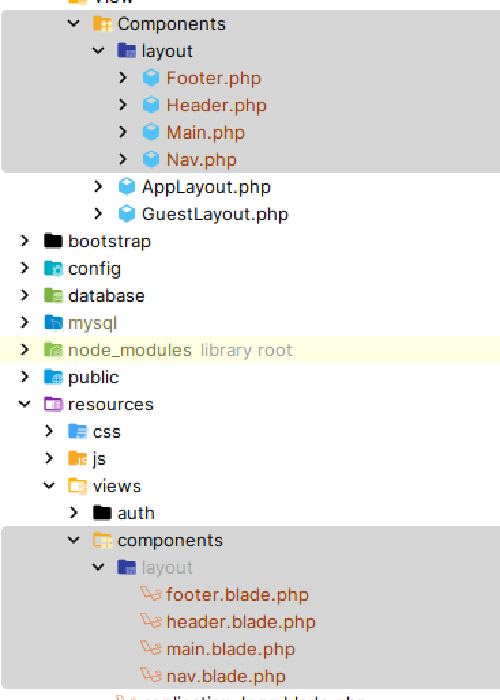 View
Components
layout
Footer.php
Header.php
Main.php
Nav.php
AppLayout.php
GuestLayout.php
bootstrap
config
database
mysql
node_modules library root
public
resources
css
js
views
auth
components
layout
footer.blade.php
header.blade.php
main.blade.php
nav.blade.php